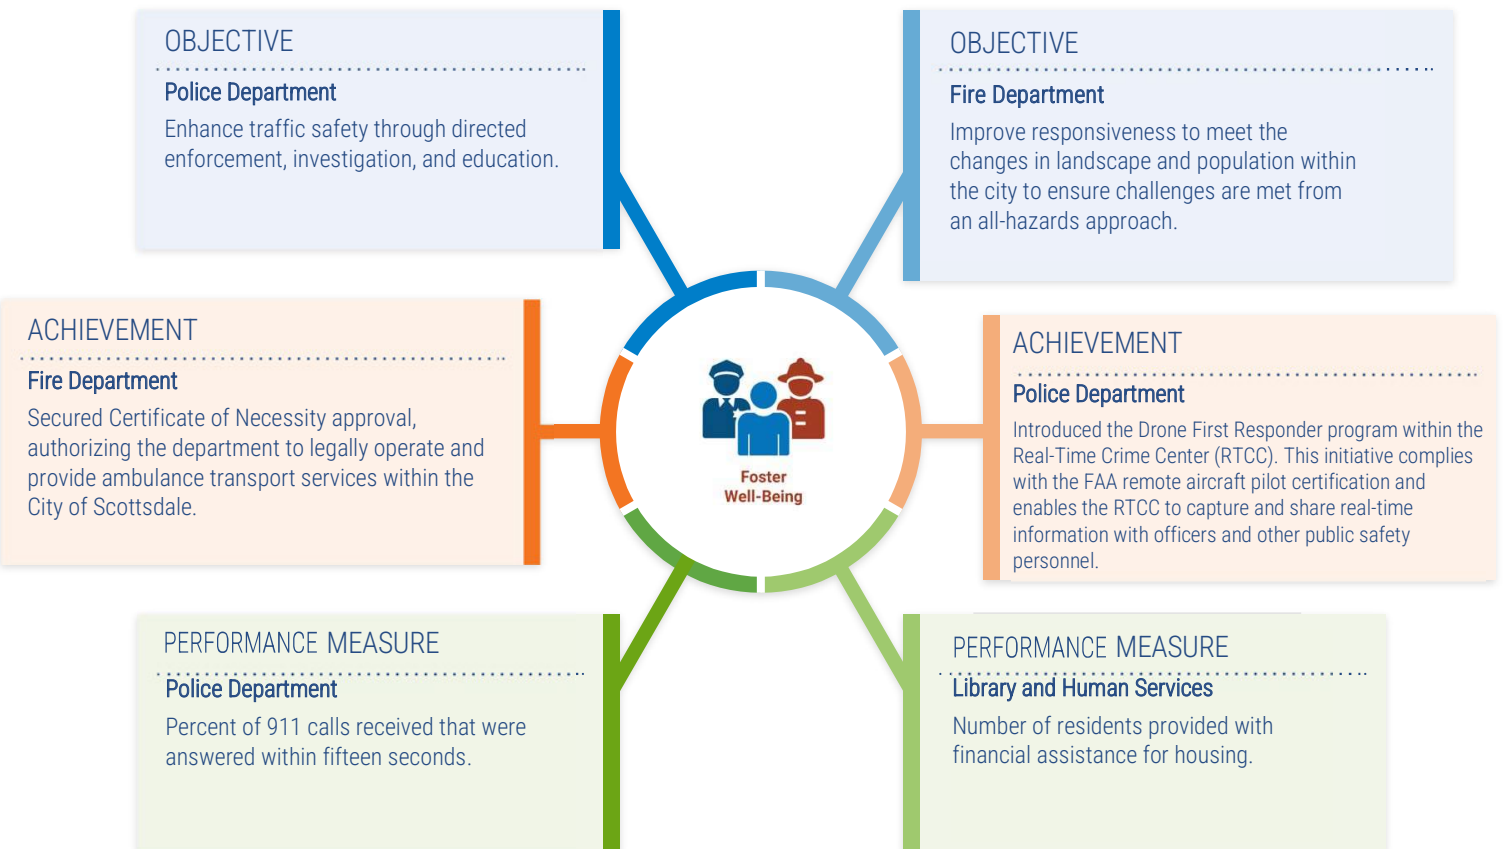 OBJECTIVE
Police Department
Enhance traffic safety through directed
enforcement, investigation, and education.
OBJECTIVE
Fire Department
Improve responsiveness to meet the
changes in landscape and population within
the city to ensure challenges are met from
an all-hazards approach.
ACHIEVEMENT
Fire Department
Secured Certificate of Necessity approval,
authorizing the department to legally operate and
provide ambulance transport services within the
City of Scottsdale.
Foster
Well-Being
ACHIEVEMENT
Police Department
Introduced the Drone First Responder program within the
Real-Time Crime Center (RTCC). This initiative complies
with the FAA remote aircraft pilot certification and
enables the RTCC to capture and share real-time
information with officers and other public safety
personnel.
PERFORMANCE MEASURE
Police Department
Percent of 911 calls received that were
answered within fifteen seconds.
PERFORMANCE MEASURE
Library and Human Services
Number of residents provided with
financial assistance for housing.